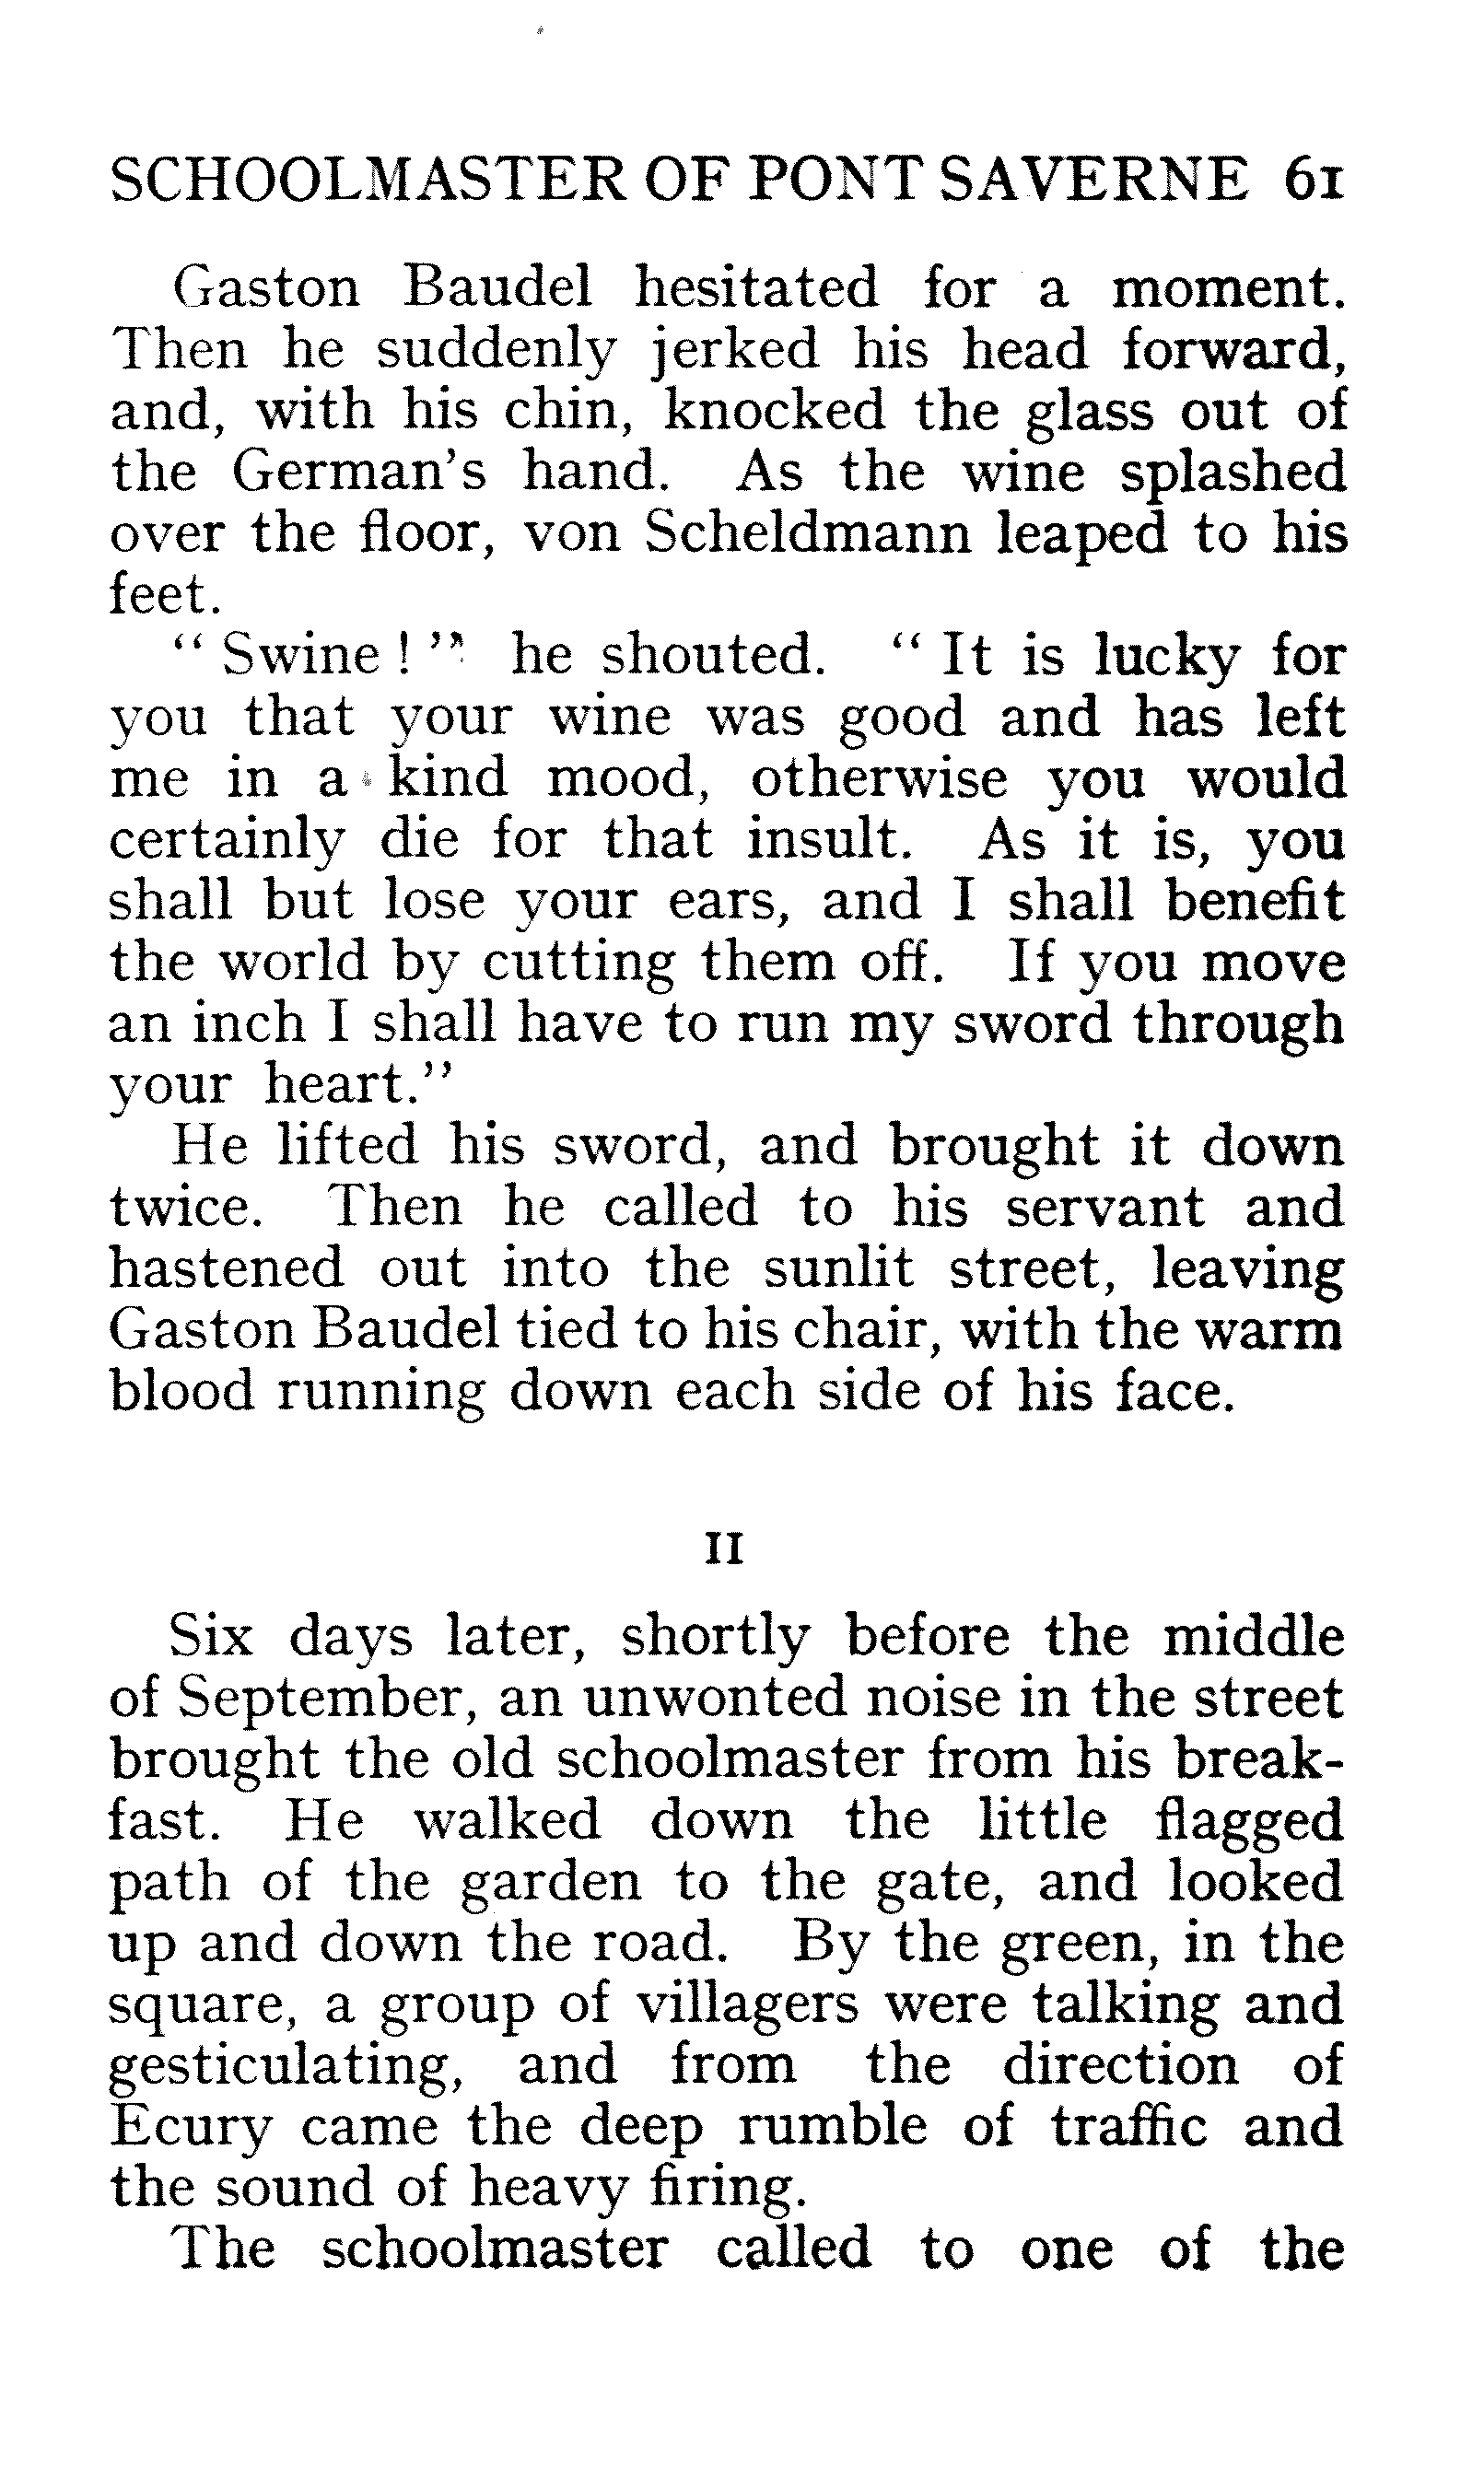 SCHOOLMASTER OF PONT SAVERNE 61
Gaston Baudel hesitated for a moment.
Then he suddenly jerked his head forward,
and, with his chin, knocked the glass out of
the German's hand. As the wine splashed
over the floor, von Scheldmann leaped to his
feet.
"Swine!" he shouted. "It is lucky for
you that your wine was good and has left
me in a kind mood, otherwise you would
certainly die for that insult. As it is, you
shall but lose your ears, and I shall benefit
the world by cutting them off. If you move
an inch I shall have to run my sword through
your heart."
He lifted his sword, and brought it down
twice. Then he called to his servant and
hastened out into the sunlit street, leaving
Gaston Baudel tied to his chair, with the warm
blood running down each side of his face.
II
Six days later, shortly before the middle
of September, an unwonted noise in the street
brought the old schoolmaster from his break-
fast. He walked down the little flagged
path of the garden to the gate, and looked
up and down the road. By the green, in the
square, a group of villagers were talking and
gesticulating, and from the direction of
Ecury came the deep rumble of traffic and
the sound of heavy firing.
The schoolmaster called to one of the